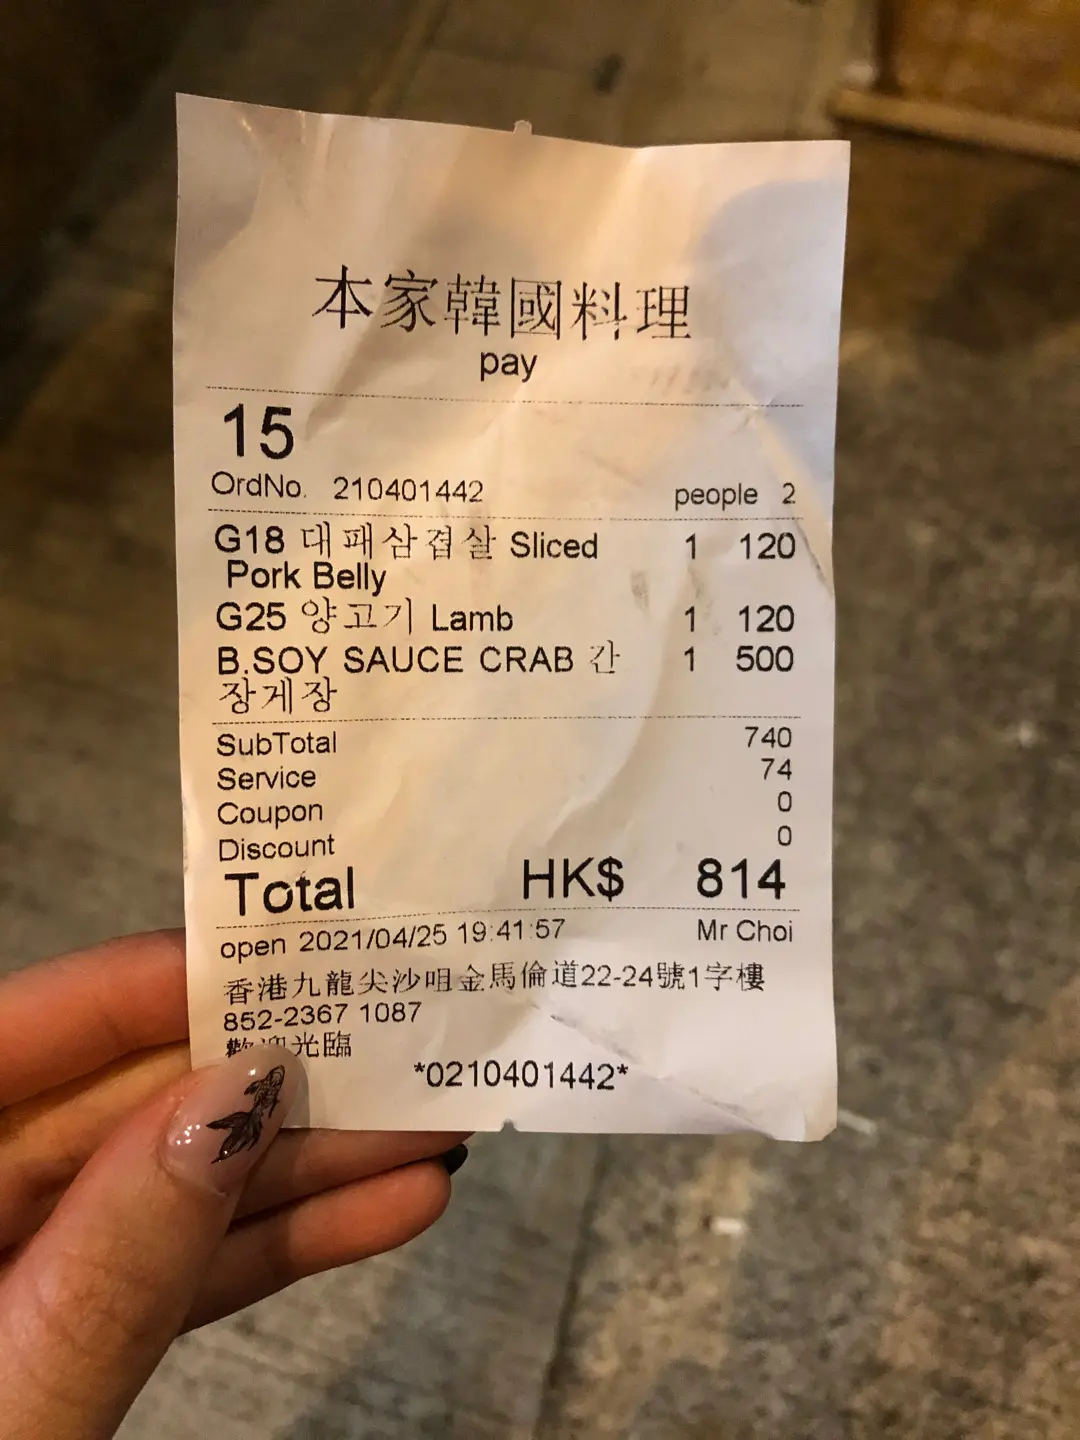 本家韓國料理
pay
15
OrdNo. 210401442 people 2
G18 대패삼겹살 Sliced 1 120
Pork Belly
G25 양고기 Lamb 1 120
B.SOY SAUCE CRAB 간 1 500
장게장
SubTotal 740
Service 74
Coupon 0
Discount 0
Total HK$ 814
open 2021/04/25 19:41:57 Mr Choi
香港九龍尖沙咀金馬倫道22-24號1字樓
852-2367 1087
歡迎光臨
*0210401442*